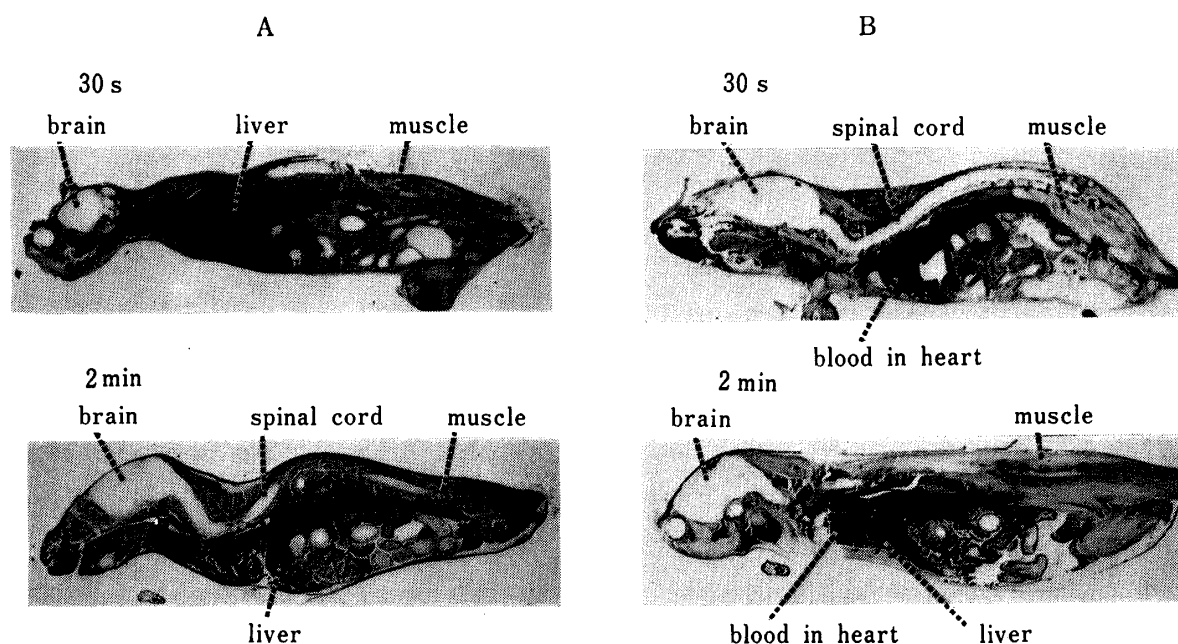 A B
30 s 30 s
brain liver muscle brain spinal cord muscle
blood in heart
2 min 2 min
brain spinal cord muscle brain muscle
liver blood in heart liver